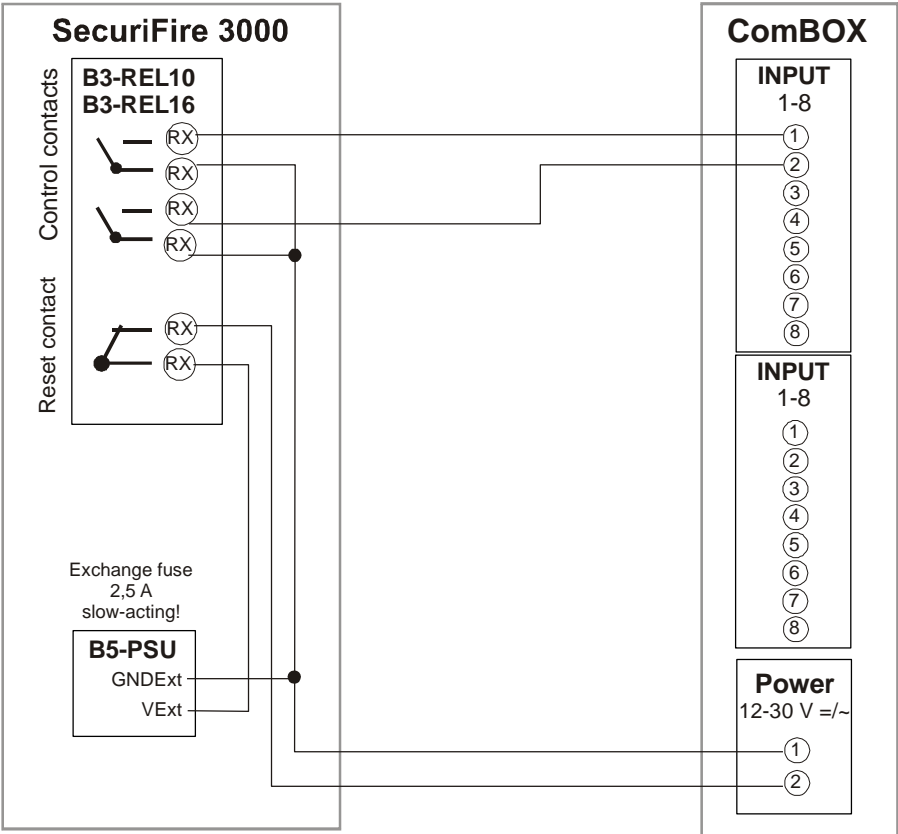 SecuriFire 3000
Control contacts
B3-REL10
B3-REL16
RX
RX
RX
RX
Reset contact
RX
RX
Exchange fuse
2,5 A
slow-acting!
B5-PSU
GNDExt
VExt
ComBOX
INPUT
1-8
1
2
3
4
5
6
7
8
INPUT
1-8
1
2
3
4
5
6
7
8
Power
12-30 V =/~
1
2